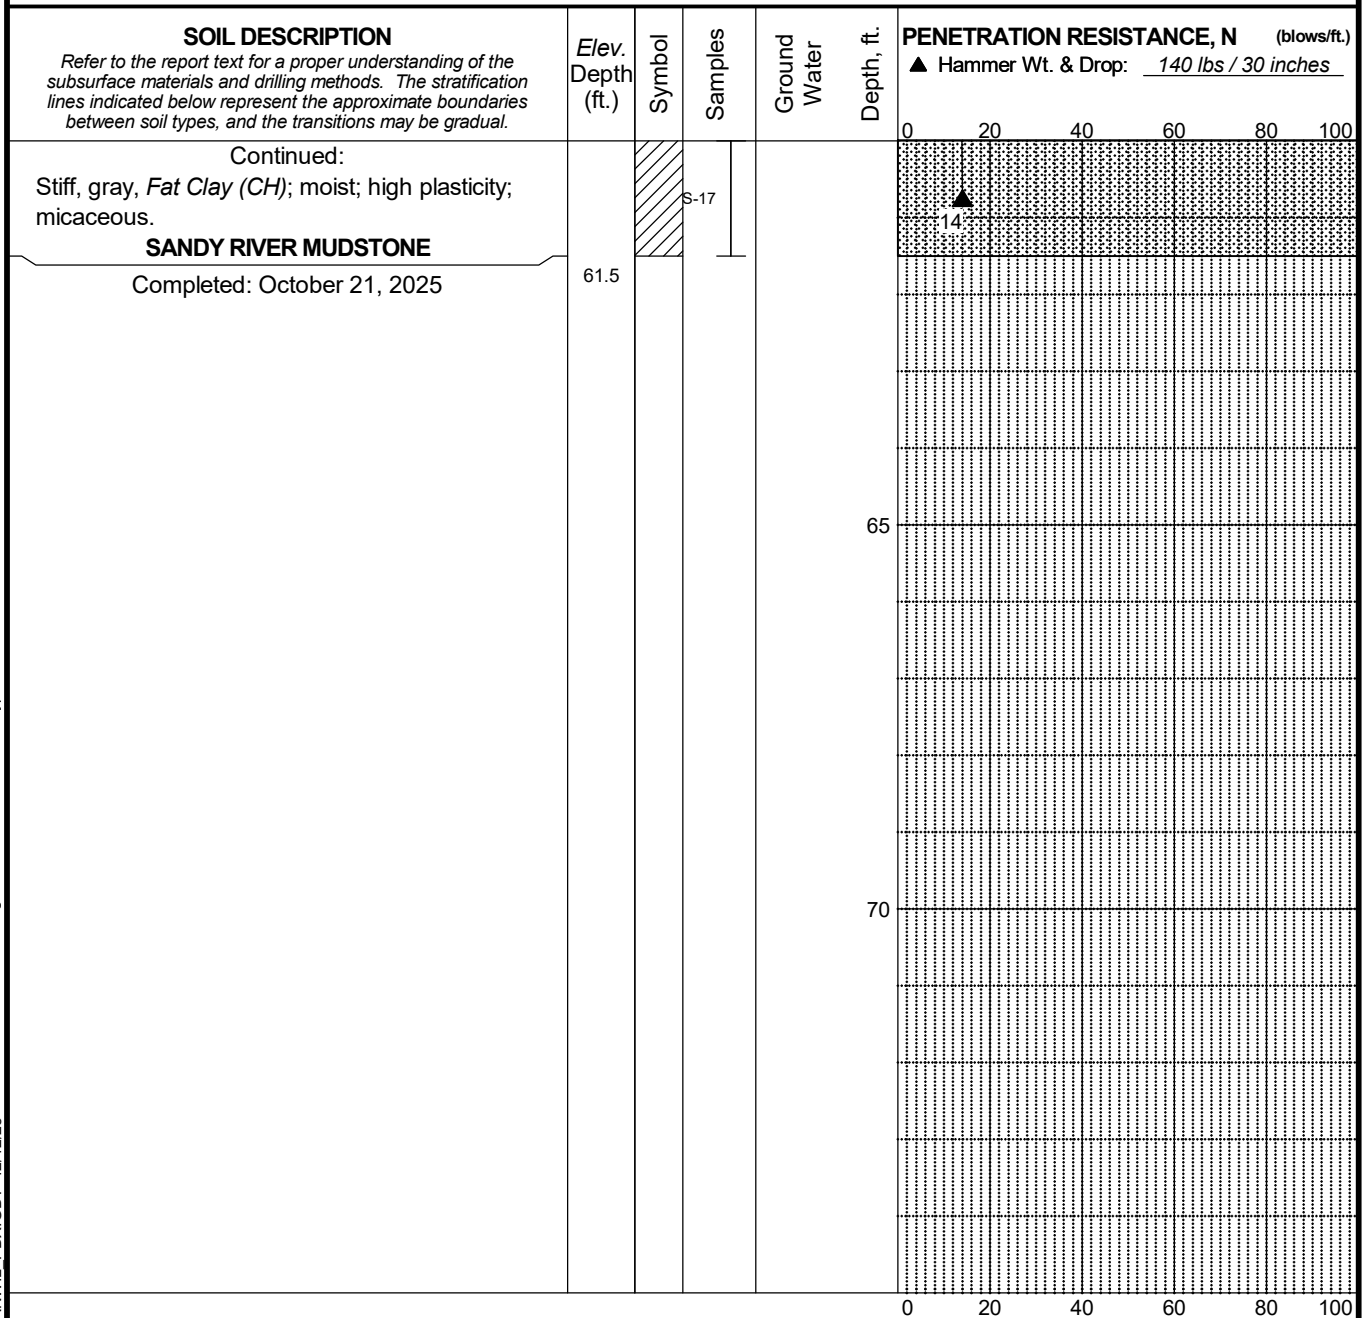 SOIL DESCRIPTION
Refer to the report text for a proper understanding of the
subsurface materials and drilling methods. The stratification
lines indicated below represent the approximate boundaries
between soil types, and the transitions may be gradual.
Elev.
Depth
(ft.)
Symbol
Samples
Ground
Water
Depth, ft.
PENETRATION RESISTANCE, N (blows/ft.)
▲ Hammer Wt. & Drop: 140 lbs / 30 inches
0 20 40 60 80 100
Continued:
Stiff, gray, Fat Clay (CH); moist; high plasticity;
micaceous.
SANDY RIVER MUDSTONE
Completed: October 21, 2025
61.5
S-17
14
65
70
0 20 40 60 80 100